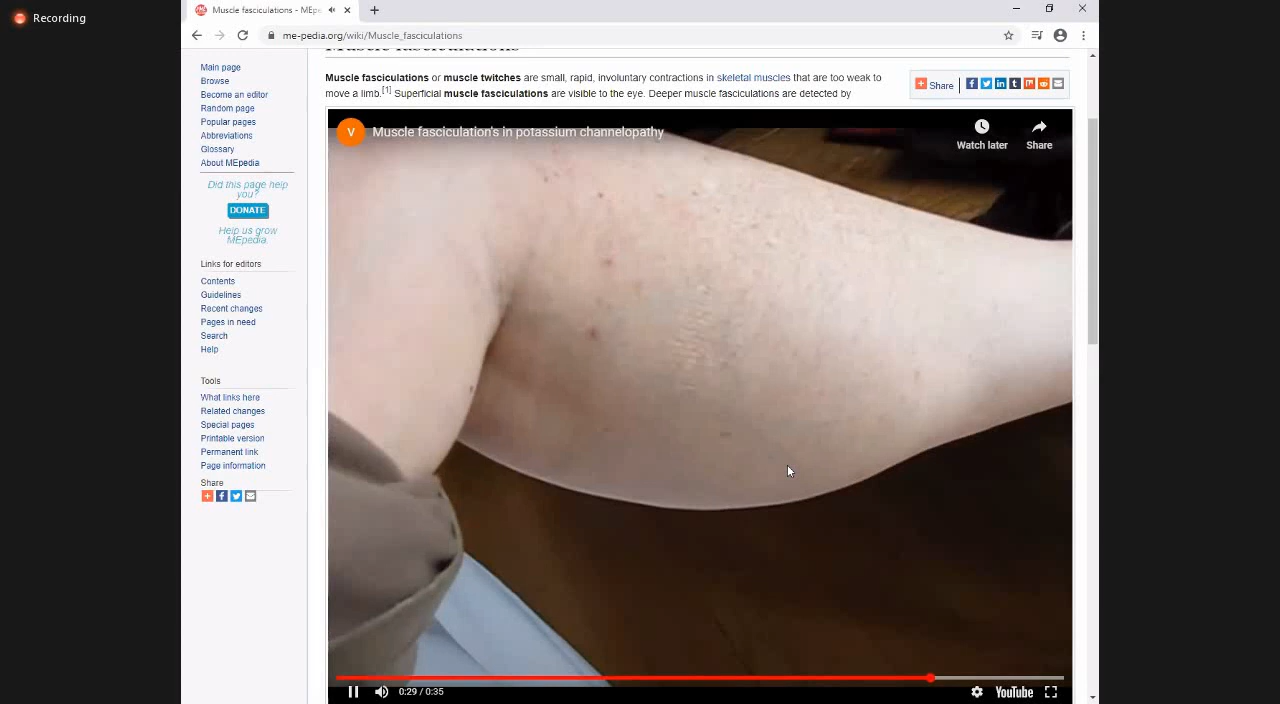 Recording
Muscle fasciculations - MEpe
me-pedia.org/wiki/Muscle_fasciculations
Muscle fasciculations
Main page
Browse
Become an editor
Random page
Popular pages
Abbreviations
Glossary
About MEpedia
Did this page help
you?
DONATE
Help us grow
MEpedia.
Links for editors
Contents
Guidelines
Recent changes
Pages in need
Search
Help
Tools
What links here
Related changes
Special pages
Printable version
Permanent link
Page information
Share
Muscle fasciculations or muscle twitches are small, rapid, involuntary contractions in skeletal muscles that are too weak to
move a limb.[1] Superficial muscle fasciculations are visible to the eye. Deeper muscle fasciculations are detected by
Share
V
Muscle fasciculation's in potassium channelopathy
Watch later
Share
0:29 / 0:35
YouTube